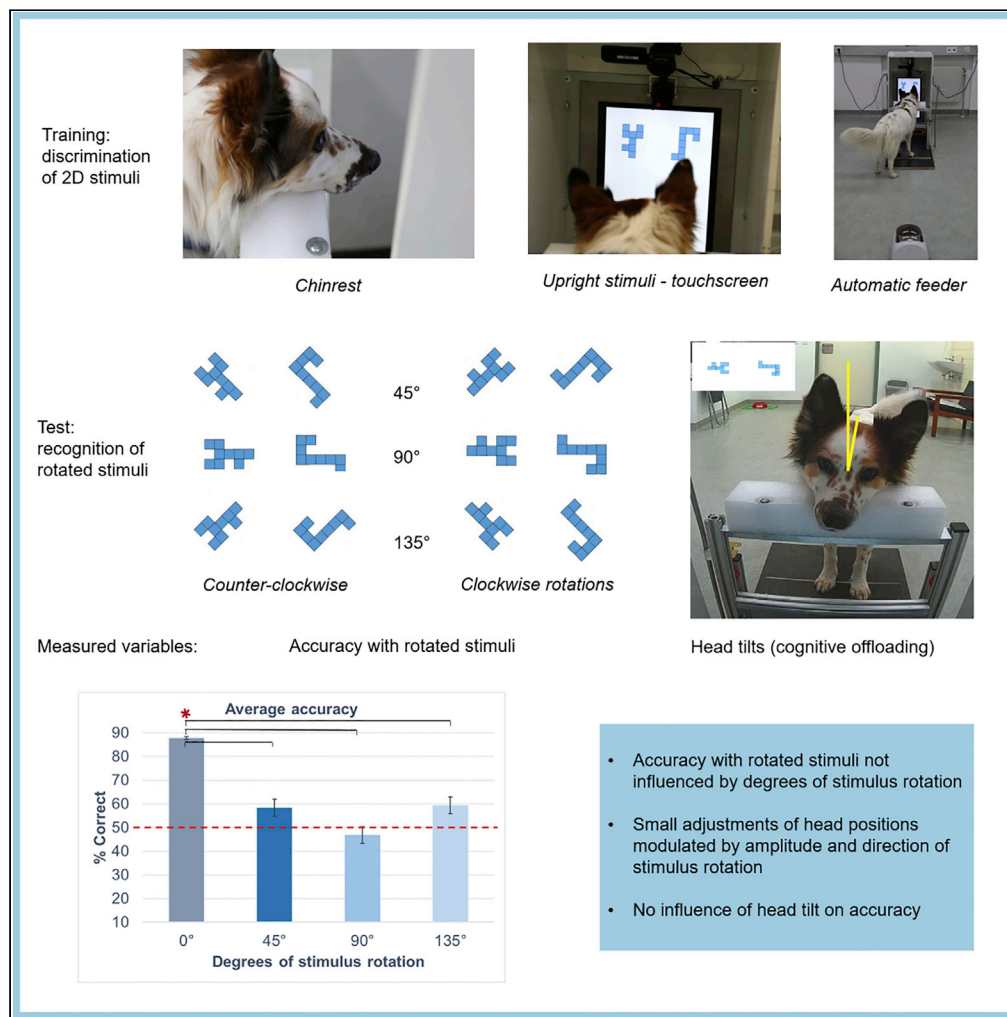 Training:
discrimination
of 2D stimuli
Chinrest
Upright stimuli - touchscreen
Automatic feeder
45°
Test:
recognition of
rotated stimuli
90°
135°
Counter-clockwise
Clockwise rotations
Measured variables:
Accuracy with rotated stimuli
Head tilts (cognitive offloading)
*
Average accuracy
90
80
70
60
50
40
30
20
10
% Correct
0°
45°
90°
135°
Degrees of stimulus rotation
• Accuracy with rotated stimuli not
influenced by degrees of stimulus rotation
• Small adjustments of head positions
modulated by amplitude and direction of
stimulus rotation
• No influence of head tilt on accuracy